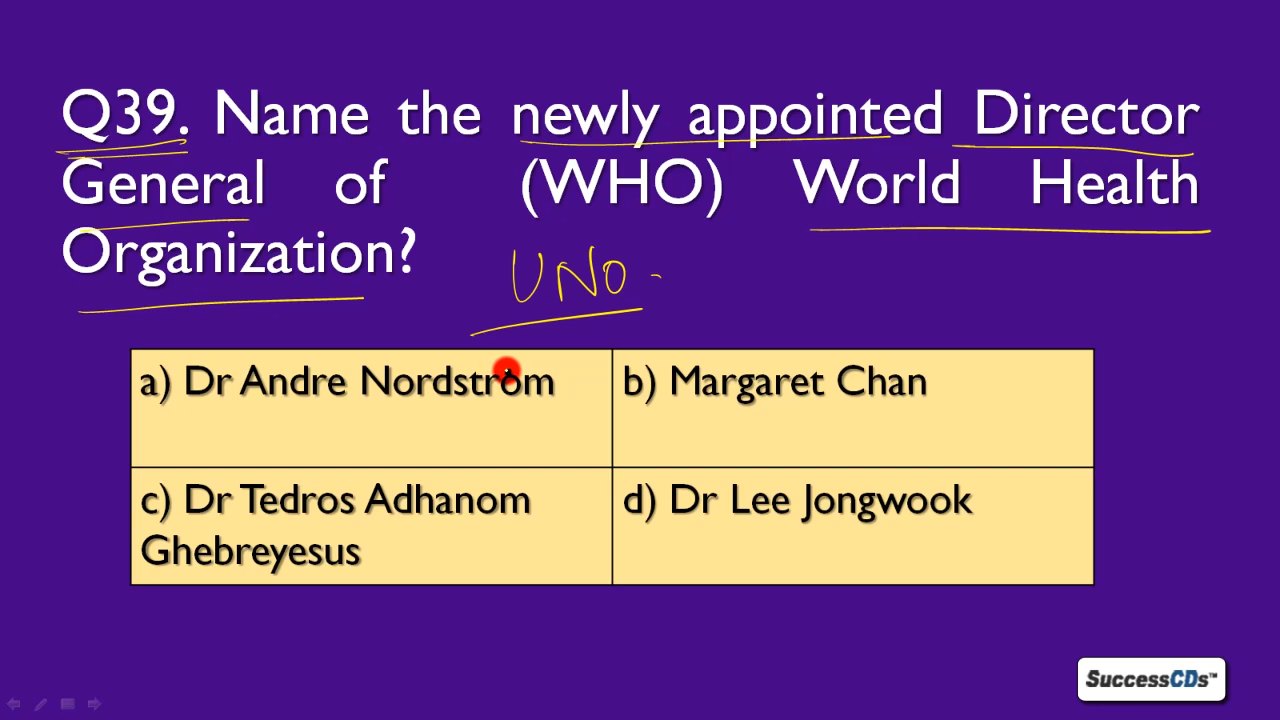 Q39. Name the newly appointed Director
General of (WHO) World Health
Organization?
UNO -
a) Dr Andre Nordstrom
b) Margaret Chan
c) Dr Tedros Adhanom
Ghebreyesus
d) Dr Lee Jongwook
SuccessCDs™